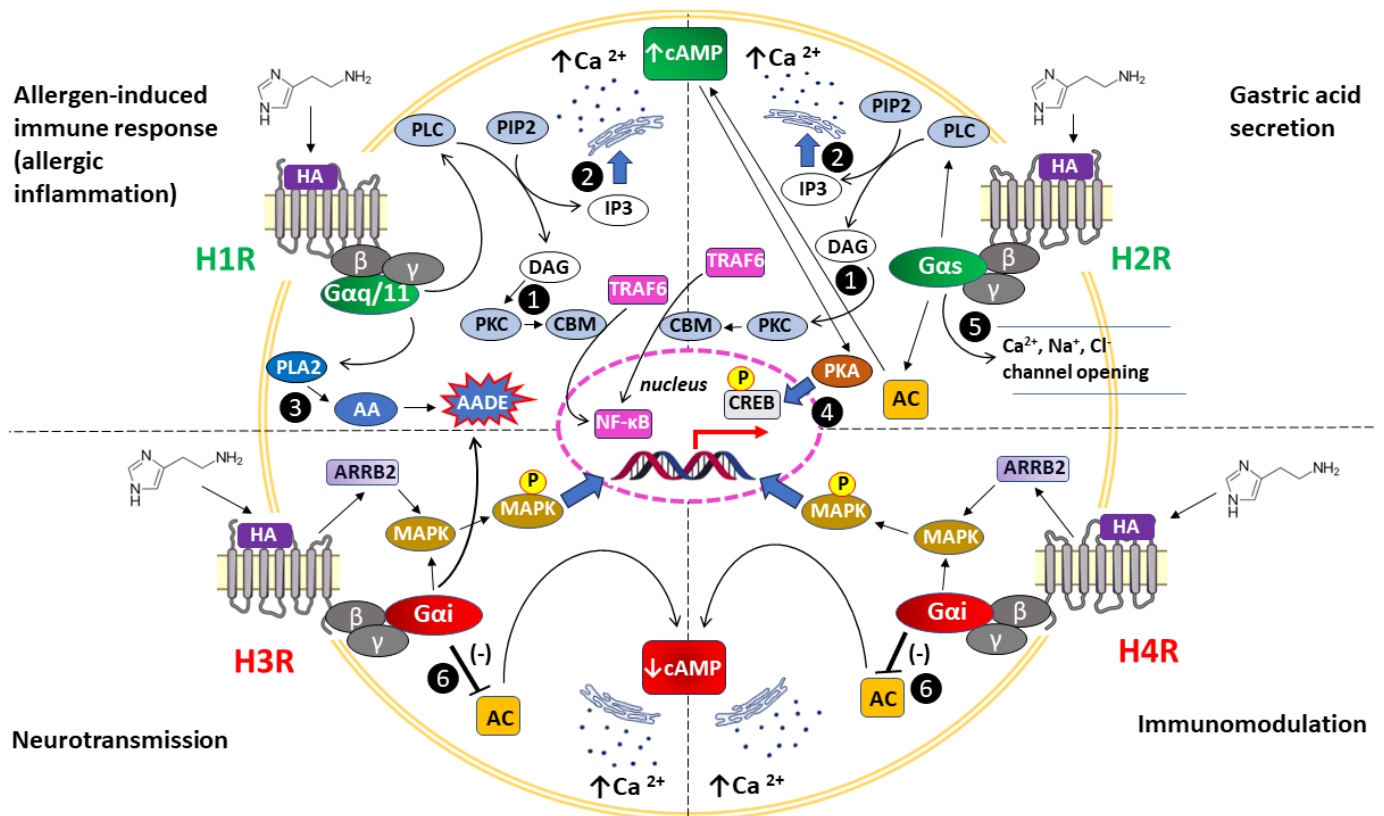 Allergen-induced
immune response
(allergic
inflammation)
N
N
H
NH2
HA
H1R
β
γ
Gαq/11
PLC
PIP2
↑Ca 2+
2
IP3
DAG
1
PKC
CBM
TRAF6
PLA2
3
AA
AADE
↑cAMP
↑Ca 2+
PIP2
PLC
2
IP3
DAG
1
TRAF6
CBM
PKC
N
N
H
NH2
HA
Gastric acid
secretion
H2R
Gαs
β
γ
5
Ca2+, Na+, Cl-
channel opening
AC
PKA
4
P
CREB
nucleus
NF-κB
N
N
H
NH2
HA
ARRB2
MAPK
P
MAPK
β
γ
Gαi
H3R
6
(-)
AC
Neurotransmission
↓cAMP
↑Ca 2+
↑Ca 2+
P
MAPK
MAPK
ARRB2
N
N
H
NH2
HA
Gαi
β
γ
H4R
(-)
6
AC
Immunomodulation